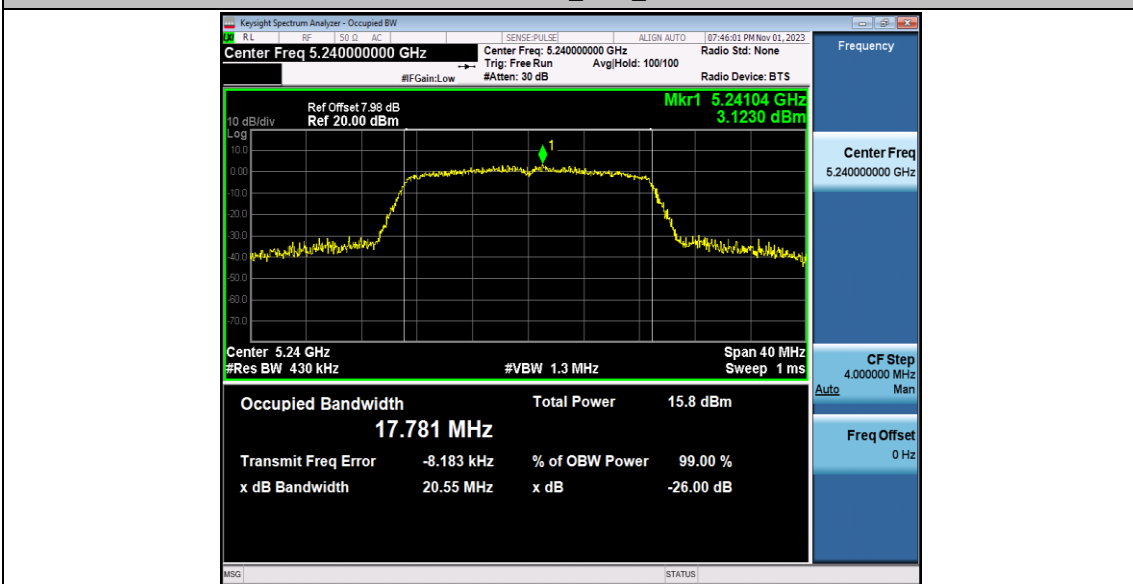 Keysight Spectrum Analyzer - Occupied BW
LXI RL RF 50 Ω AC SENSE:PULSE ALIGN AUTO 07:46:01 PM Nov 01, 2023
Center Freq 5.240000000 GHz Center Freq: 5.240000000 GHz Radio Std: None
Trig: Free Run Avg|Hold: 100/100
#IFGain:Low #Atten: 30 dB Radio Device: BTS
Mkr1 5.24104 GHz
3.1230 dBm
Ref Offset 7.98 dB
10 dB/div Ref 20.00 dBm
Log
1
10.0
0.00
-10.0
-20.0
-30.0
-40.0
-50.0
-60.0
-70.0
Center 5.24 GHz Span 40 MHz
#Res BW 430 kHz #VBW 1.3 MHz Sweep 1 ms
Occupied Bandwidth Total Power 15.8 dBm
17.781 MHz
Transmit Freq Error -8.183 kHz % of OBW Power 99.00 %
x dB Bandwidth 20.55 MHz x dB -26.00 dB
MSG STATUS
Frequency
Center Freq
5.240000000 GHz
CF Step
4.000000 MHz
Auto Man
Freq Offset
0 Hz